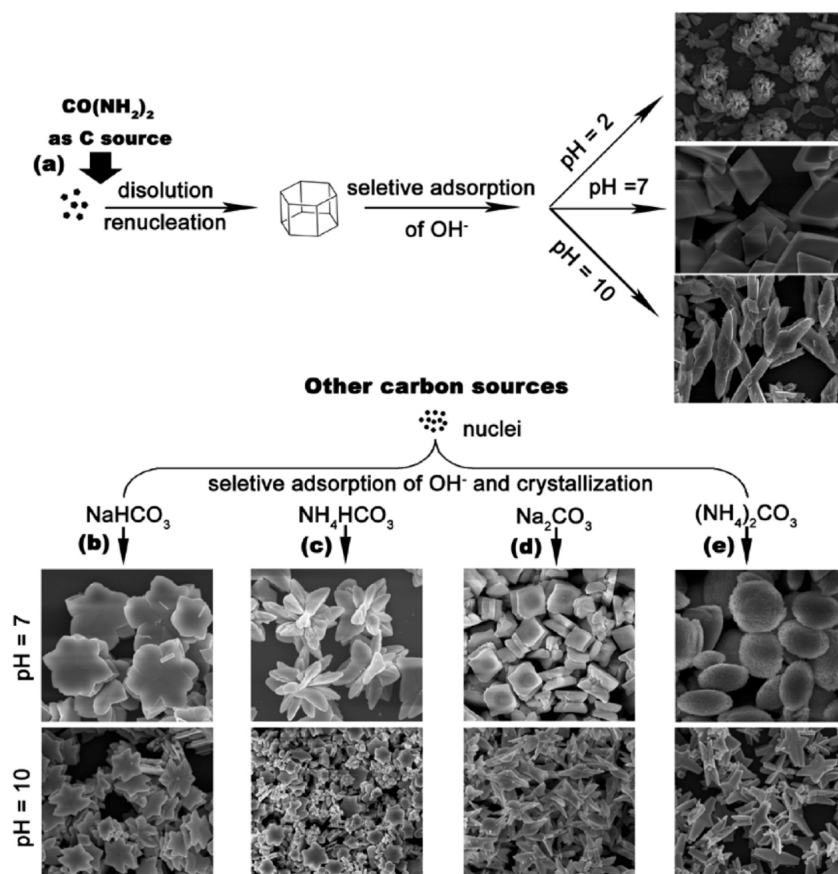 CO(NH₂)₂
as C source
(a)
disolution
renucleation
seletive adsorption
of OH⁻
pH = 2
pH =7
pH = 10
Other carbon sources
nuclei
seletive adsorption of OH⁻ and crystallization
NaHCO₃
NH₄HCO₃
Na₂CO₃
(NH₄)₂CO₃
(b)
(c)
(d)
(e)
pH = 7
pH = 10